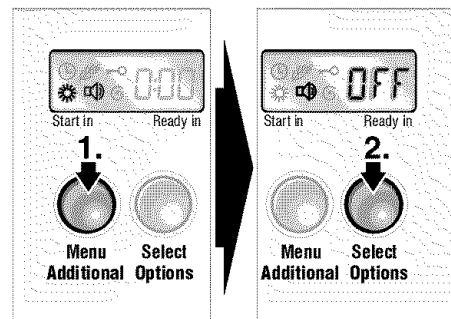 0:00
Start in Ready in
1.
Menu Select
Additional Options
OFF
Start in Ready in
2.
Menu Select
Additional Options